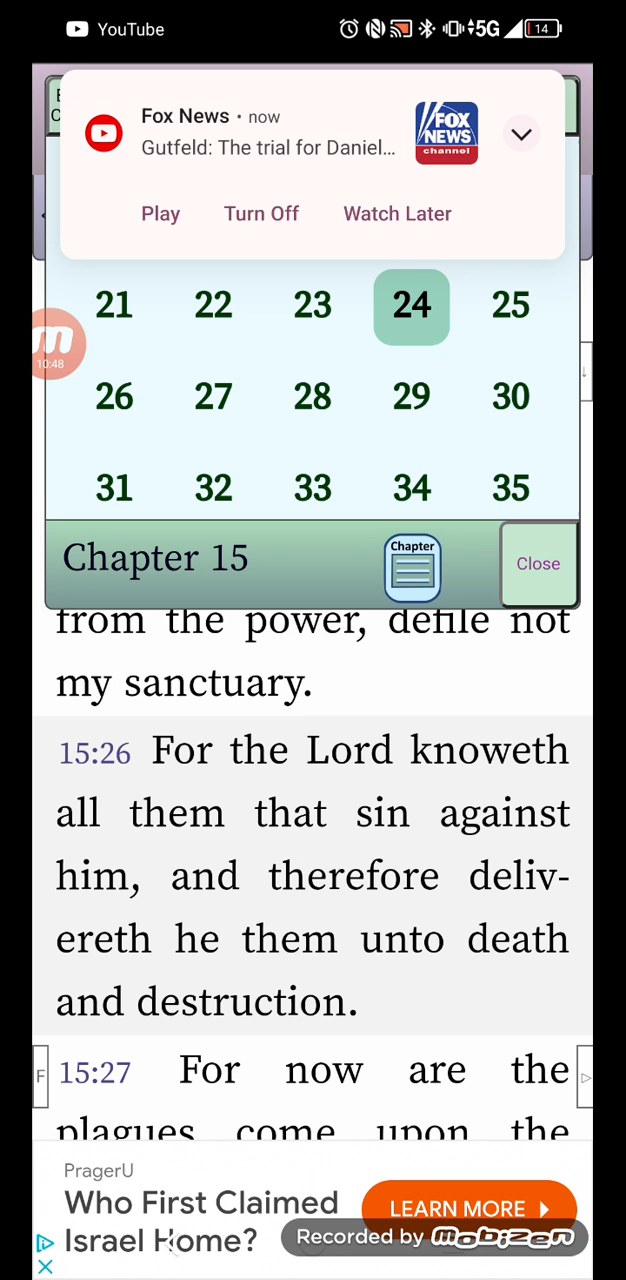 YouTube
5G 14
Fox News • now
Gutfeld: The trial for Daniel...
FOX
NEWS
channel
Play Turn Off Watch Later
21 22 23 24 25
10:48
26 27 28 29 30
31 32 33 34 35
Chapter 15
Chapter
Close
from the power, defile not
my sanctuary.
15:26 For the Lord knoweth
all them that sin against
him, and therefore deliv-
ereth he them unto death
and destruction.
F 15:27 For now are the
plagues come upon the
PragerU
Who First Claimed
Israel Home?
LEARN MORE
Recorded by mobizen